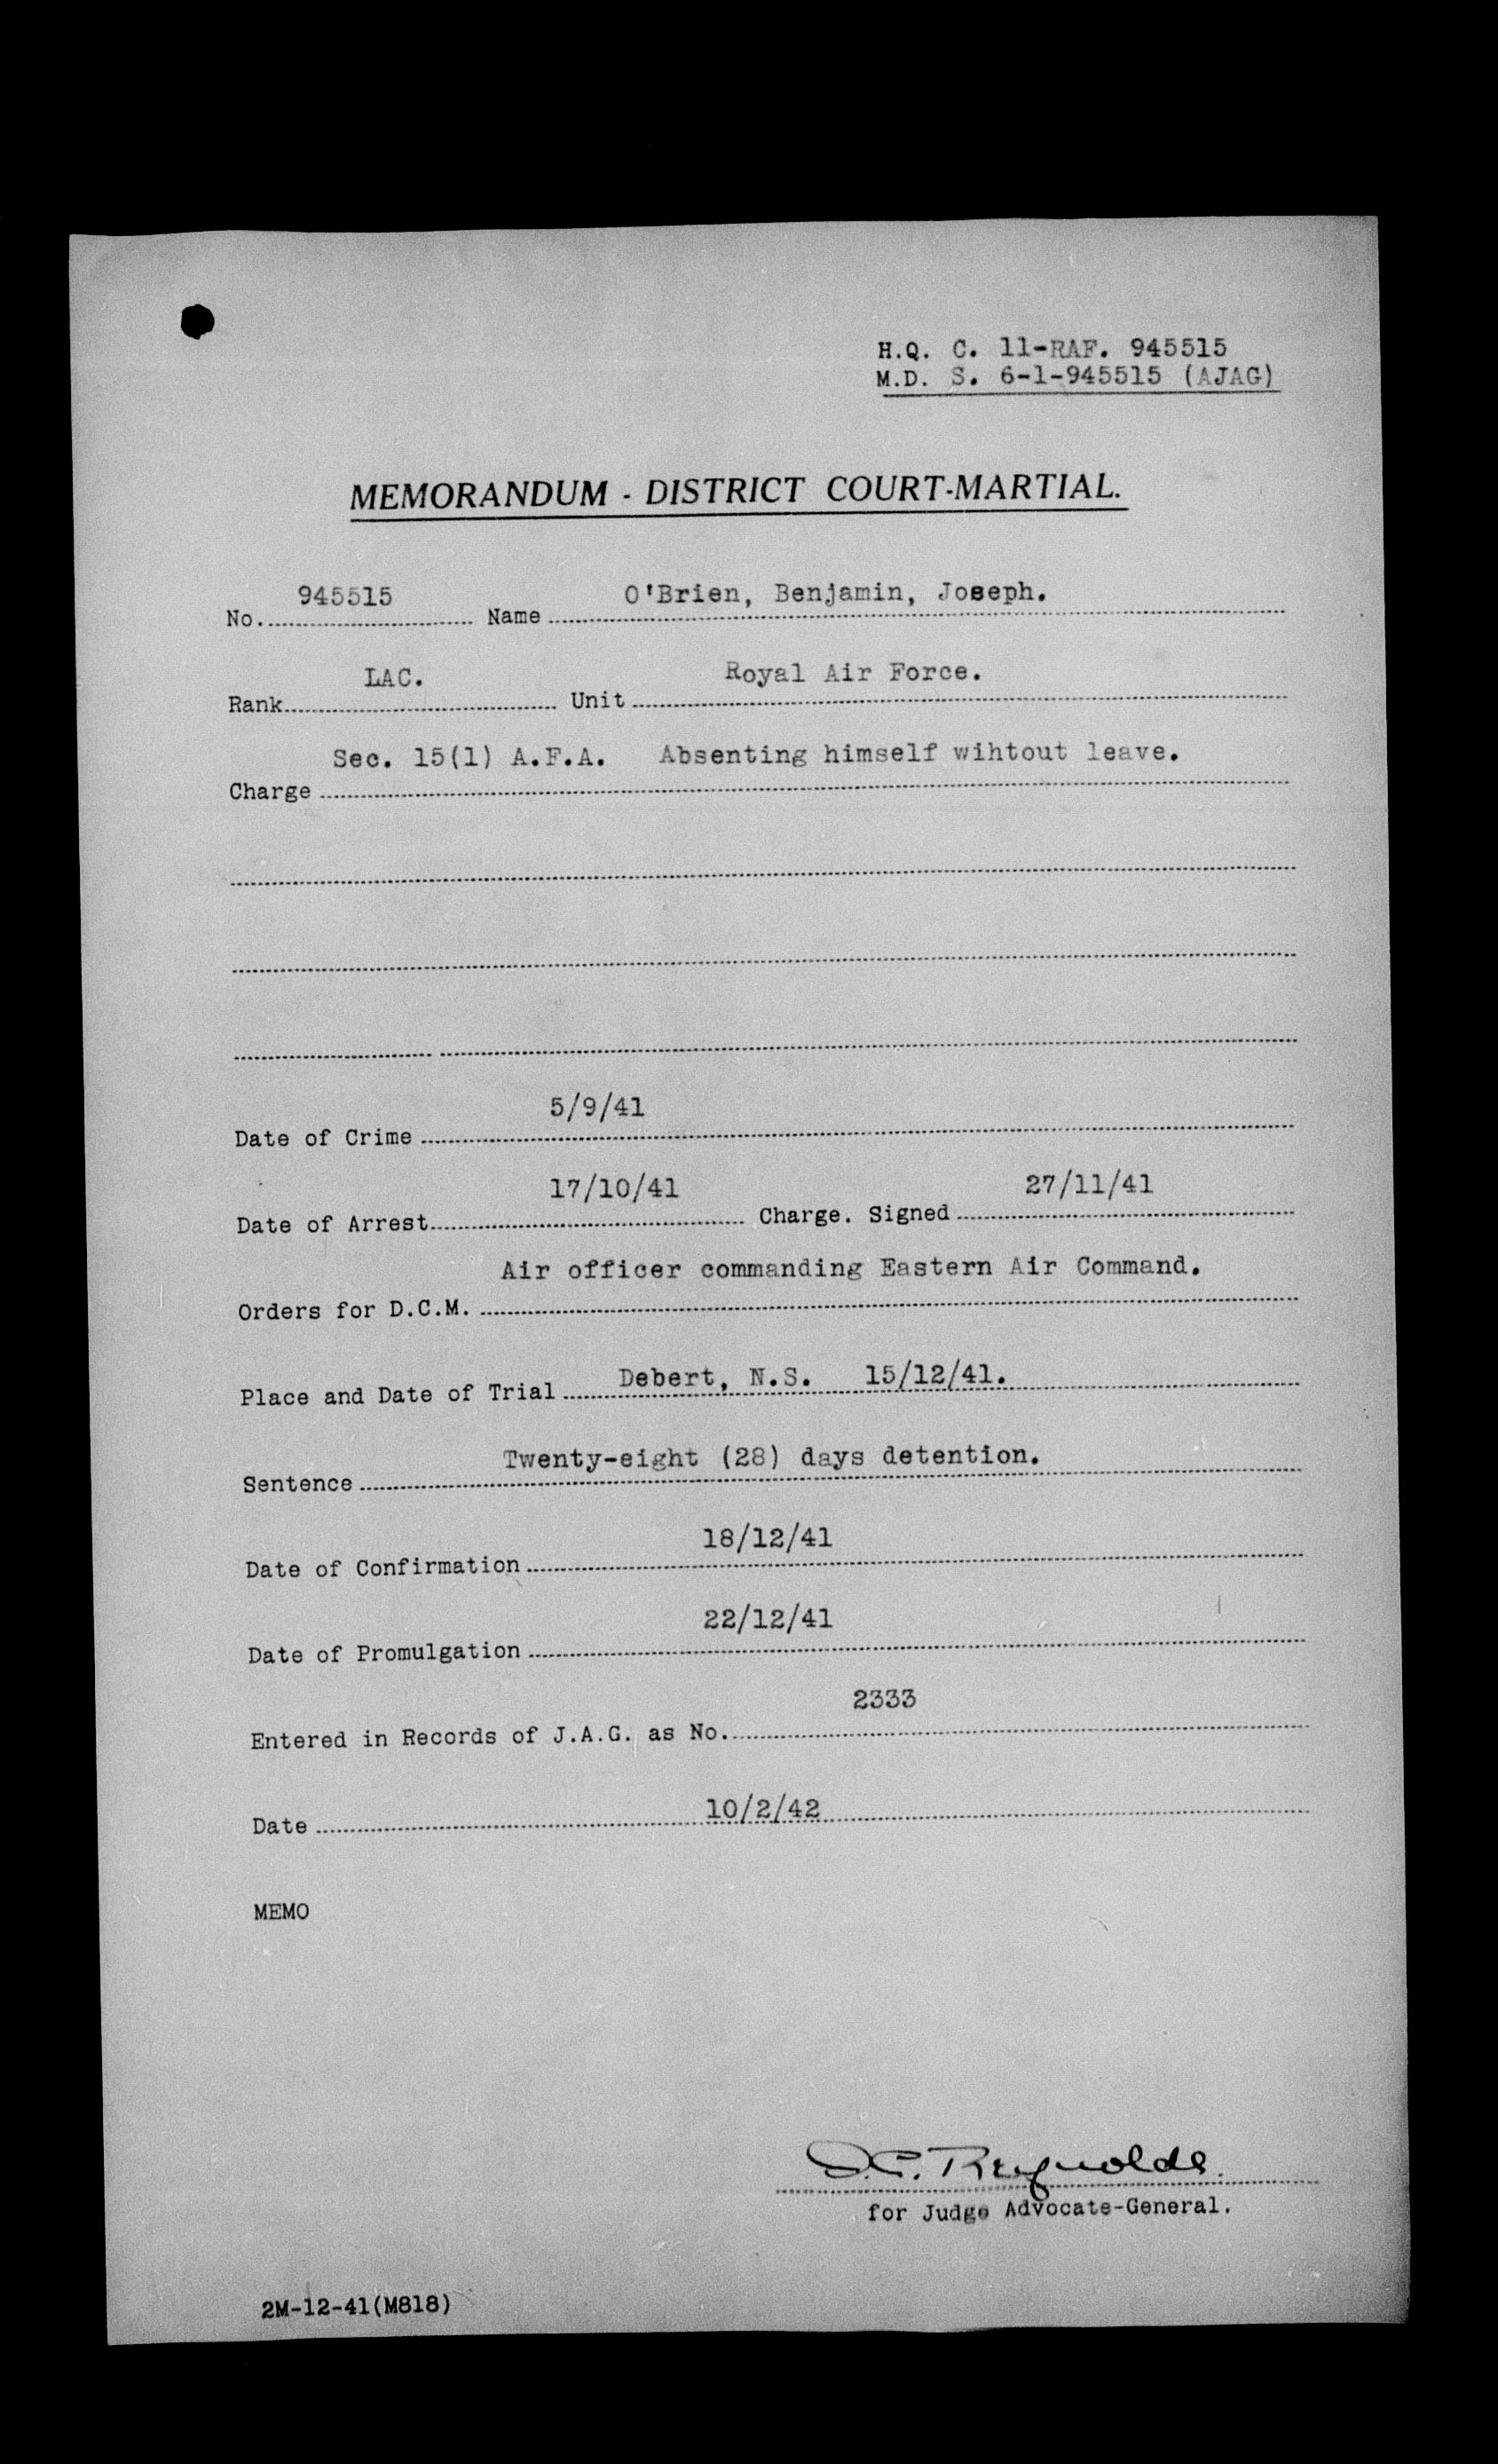 H.Q. C. 11-RAF. 945515
M.D. S. 6-1-945515 (AJAG)
MEMORANDUM - DISTRICT COURT-MARTIAL.
No. 945515 Name O'Brien, Benjamin, Joseph.
Rank LAC. Unit Royal Air Force.
Charge Sec. 15(1) A.F.A. Absenting himself wihtout leave.
Date of Crime 5/9/41
Date of Arrest 17/10/41 Charge. Signed 27/11/41
Orders for D.C.M. Air officer commanding Eastern Air Command.
Place and Date of Trial Debert, N.S. 15/12/41.
Sentence Twenty-eight (28) days detention.
Date of Confirmation 18/12/41
Date of Promulgation 22/12/41
Entered in Records of J.A.G. as No. 2333
Date 10/2/42
MEMO
Reynolds.
for Judge Advocate-General.
2M-12-41(M818)